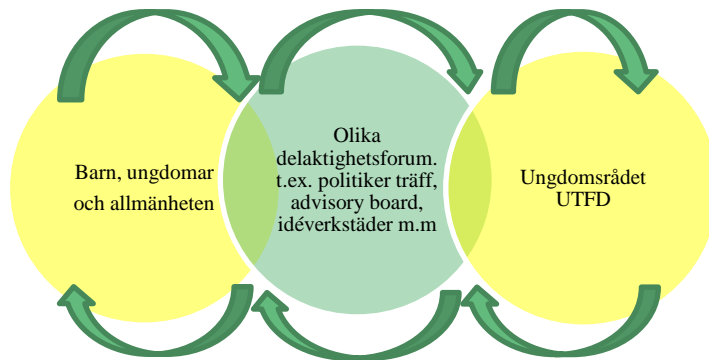 Barn, ungdomar
och allmänheten
Olika
delaktighetsforum.
t.ex. politiker träff,
advisory board,
idéverkstäder m.m
Ungdomsrådet
UTFD